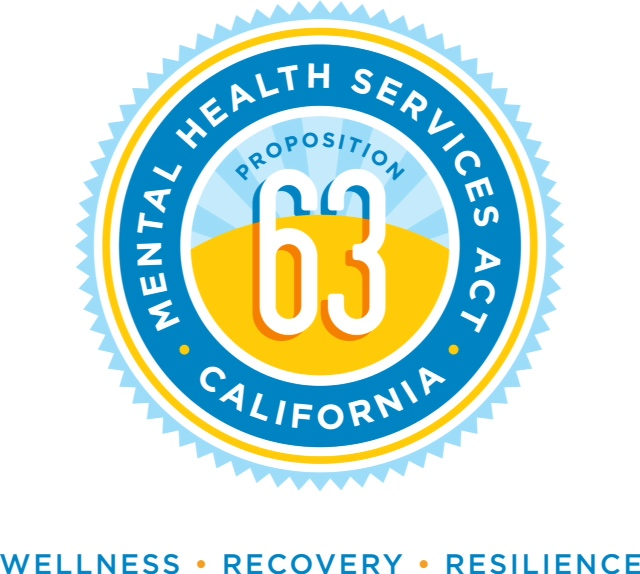 MENTAL HEALTH SERVICES ACT
PROPOSITION
63
CALIFORNIA
WELLNESS • RECOVERY • RESILIENCE